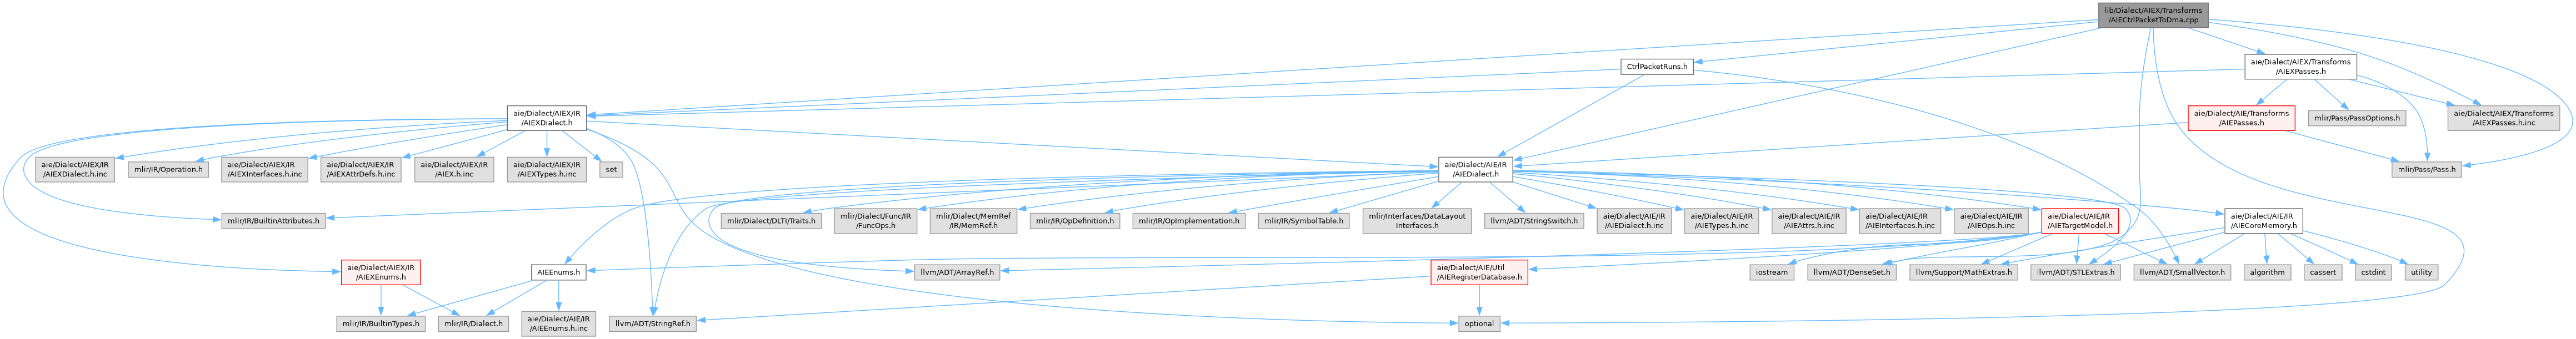 lib/Dialect/AIEX/Transforms
/AIECtrlPacketToDma.cpp
CtrlPacketRuns.h
aie/Dialect/AIEX/Transforms
/AIEXPasses.h
aie/Dialect/AIEX/IR
/AIEXDialect.h
aie/Dialect/AIE/Transforms
/AIEPasses.h
mlir/Pass/PassOptions.h
aie/Dialect/AIEX/Transforms
/AIEXPasses.h.inc
aie/Dialect/AIEX/IR
/AIEXDialect.h.inc
mlir/IR/Operation.h
aie/Dialect/AIEX/IR
/AIEXInterfaces.h.inc
aie/Dialect/AIEX/IR
/AIEXAttrDefs.h.inc
aie/Dialect/AIEX/IR
/AIEX.h.inc
aie/Dialect/AIEX/IR
/AIEXTypes.h.inc
set
aie/Dialect/AIE/IR
/AIEDialect.h
mlir/Pass/Pass.h
mlir/IR/BuiltinAttributes.h
mlir/Dialect/DLTI/Traits.h
mlir/Dialect/Func/IR
/FuncOps.h
mlir/Dialect/MemRef
/IR/MemRef.h
mlir/IR/OpDefinition.h
mlir/IR/OpImplementation.h
mlir/IR/SymbolTable.h
mlir/Interfaces/DataLayout
Interfaces.h
llvm/ADT/StringSwitch.h
aie/Dialect/AIE/IR
/AIEDialect.h.inc
aie/Dialect/AIE/IR
/AIETypes.h.inc
aie/Dialect/AIE/IR
/AIEAttrs.h.inc
aie/Dialect/AIE/IR
/AIEInterfaces.h.inc
aie/Dialect/AIE/IR
/AIEOps.h.inc
aie/Dialect/AIE/IR
/AIETargetModel.h
aie/Dialect/AIE/IR
/AIECoreMemory.h
aie/Dialect/AIEX/IR
/AIEXEnums.h
AIEEnums.h
llvm/ADT/ArrayRef.h
aie/Dialect/AIE/Util
/AIERegisterDatabase.h
iostream
llvm/ADT/DenseSet.h
llvm/Support/MathExtras.h
llvm/ADT/STLExtras.h
llvm/ADT/SmallVector.h
algorithm
cassert
cstdint
utility
mlir/IR/BuiltinTypes.h
mlir/IR/Dialect.h
aie/Dialect/AIE/IR
/AIEEnums.h.inc
llvm/ADT/StringRef.h
optional